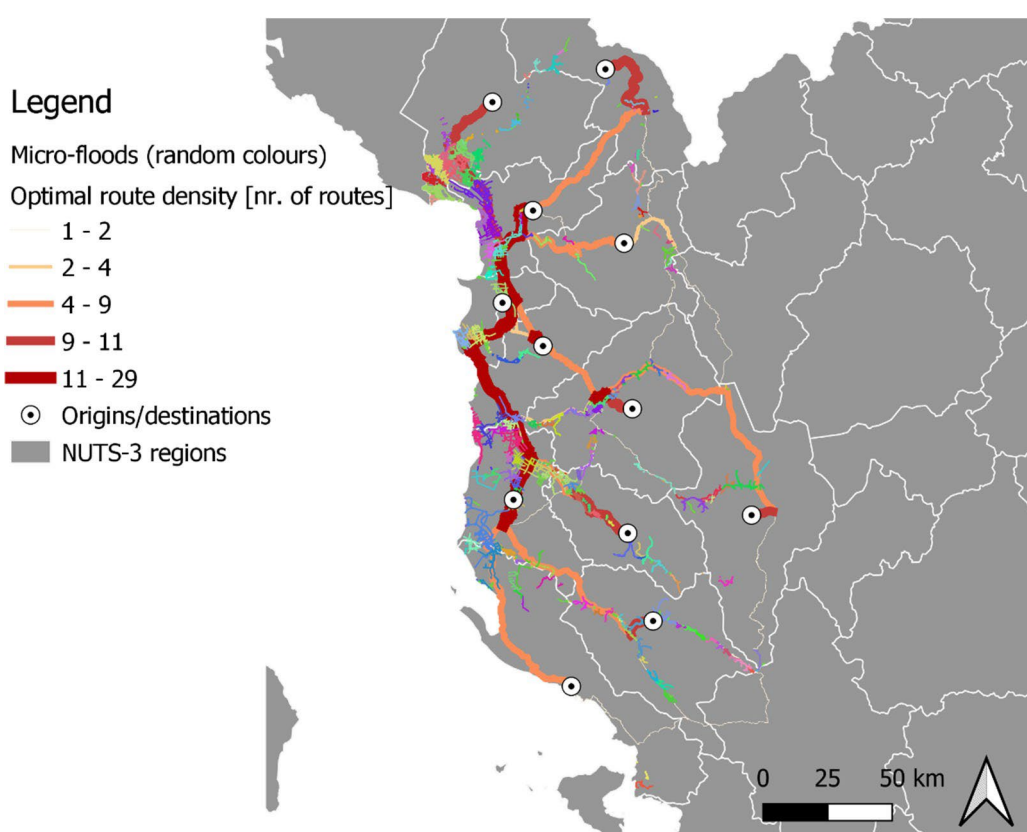 Legend
Micro-floods (random colours)
Optimal route density [nr. of routes]
1 - 2
2 - 4
4 - 9
9 - 11
11 - 29
Origins/destinations
NUTS-3 regions
0 25 50 km